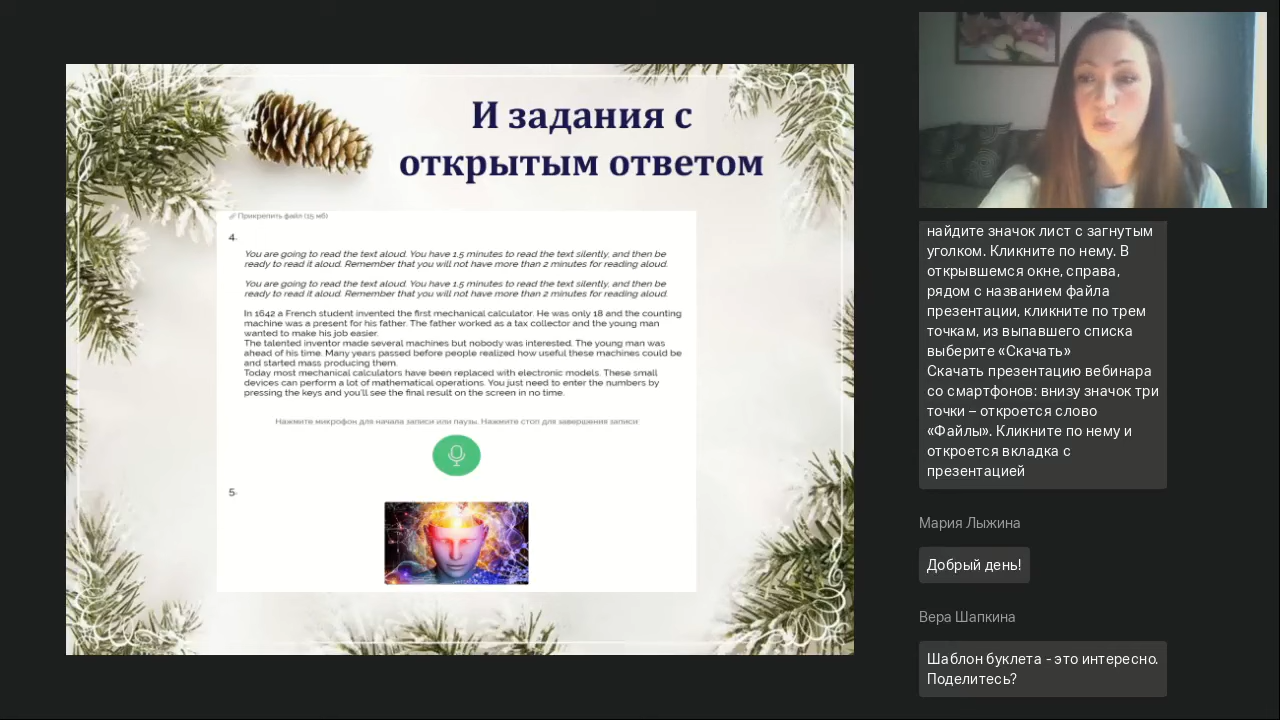 И задания с
открытым ответом
Прикрепить файл (15 мб)
4.
You are going to read the text aloud. You have 1.5 minutes to read the text silently, and then be
ready to read it aloud. Remember that you will not have more than 2 minutes for reading aloud.
You are going to read the text aloud. You have 1.5 minutes to read the text silently, and then be
ready to read it aloud. Remember that you will not have more than 2 minutes for reading aloud.
In 1642 a French student invented the first mechanical calculator. He was only 18 and the counting
machine was a present for his father. The father worked as a tax collector and the young man
wanted to make his job easier.
The talented inventor made several machines but nobody was interested. The young man was
ahead of his time. Many years passed before people realized how useful these machines could be
and started mass producing them.
Today most mechanical calculators have been replaced with electronic models. These small
devices can perform a lot of mathematical operations. You just need to enter the numbers by
pressing the keys and you'll see the final result on the screen in no time.
Нажмите микрофон для начала записи или паузы. Нажмите стоп для завершения записи
5.
найдите значок лист с загнутым
уголком. Кликните по нему. В
открывшемся окне, справа,
рядом с названием файла
презентации, кликните по трем
точкам, из выпавшего списка
выберите «Скачать»
Скачать презентацию вебинара
со смартфонов: внизу значок три
точки – откроется слово
«Файлы». Кликните по нему и
откроется вкладка с
презентацией
Мария Лыжина
Добрый день!
Вера Шапкина
Шаблон буклета - это интересно.
Поделитесь?